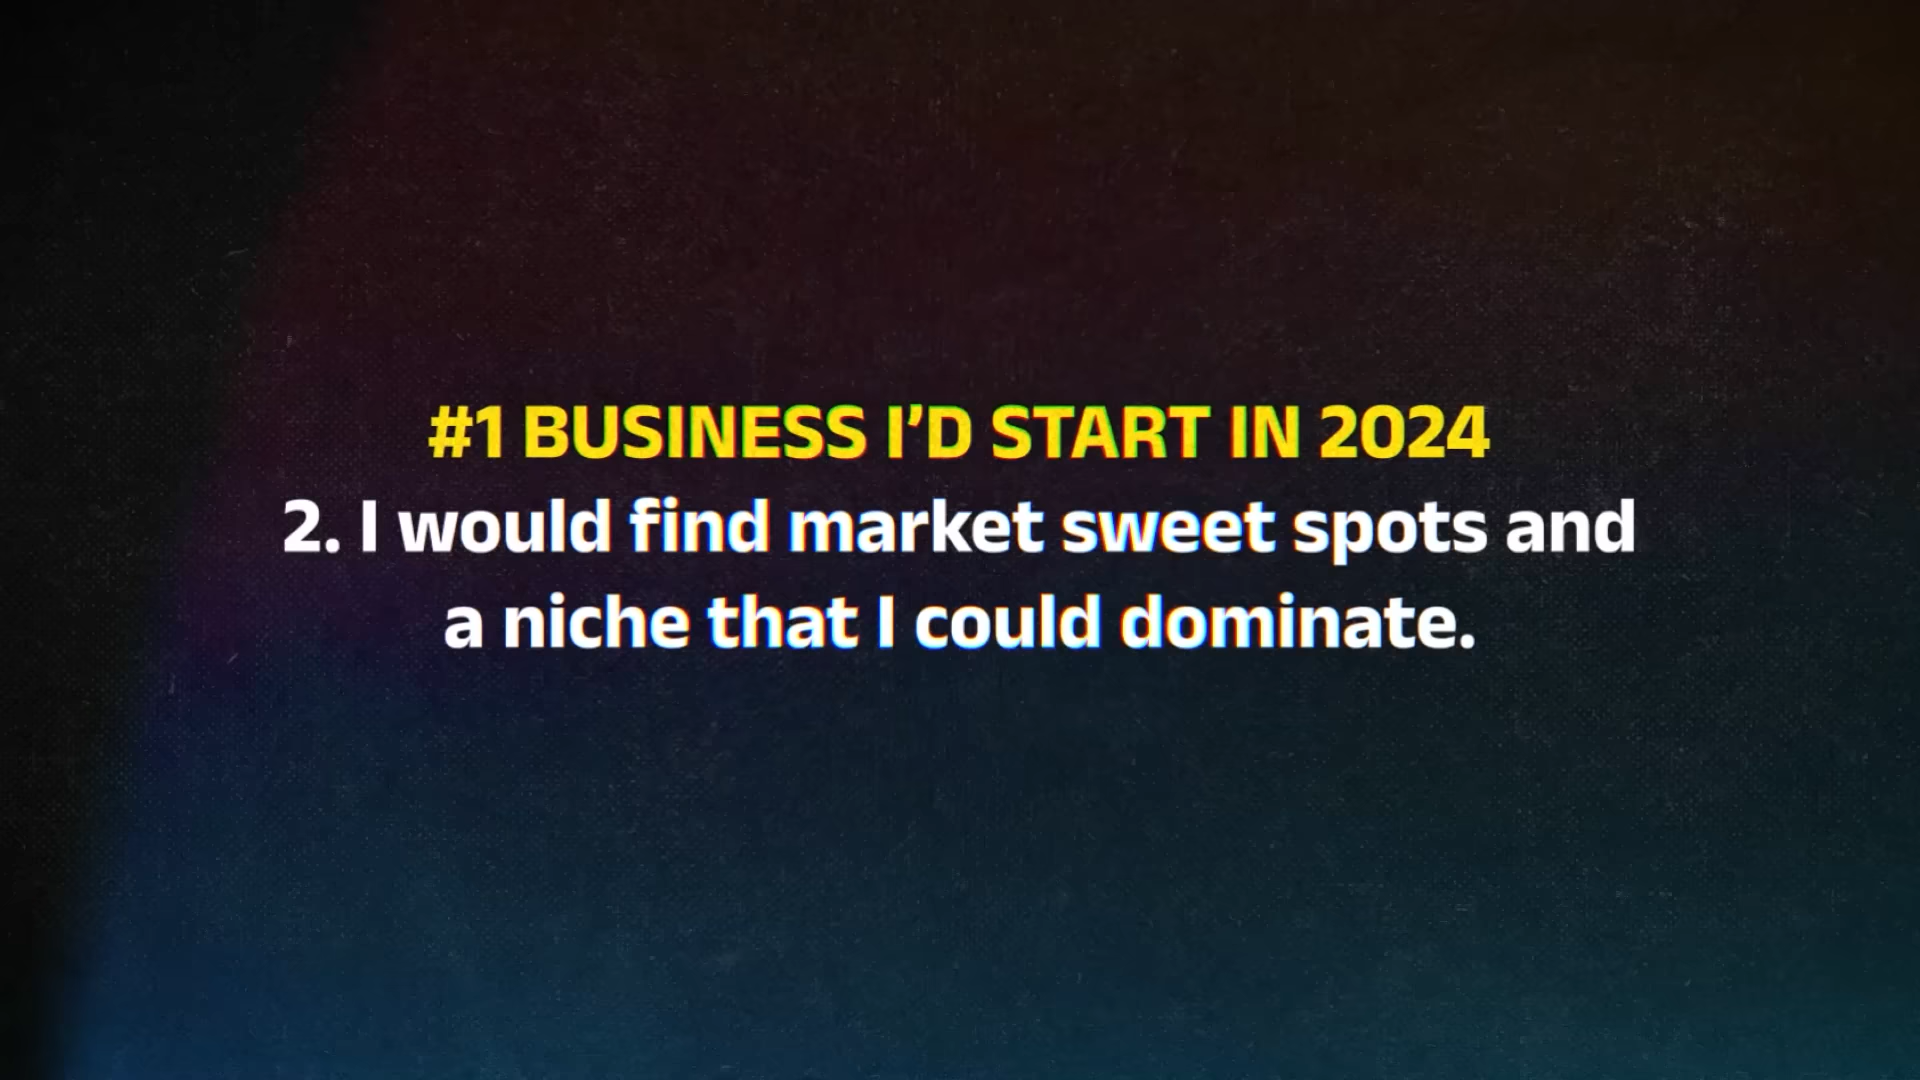 #1 BUSINESS I’D START IN 2024
2. I would find market sweet spots and
a niche that I could dominate.